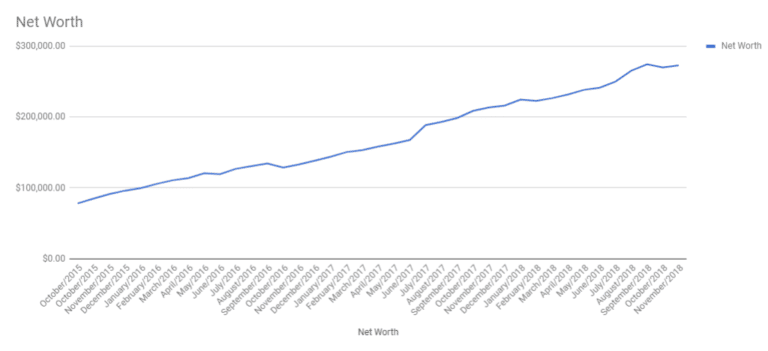 Net Worth
$300,000.00
Net Worth
$200,000.00
$100,000.00
$0.00
October/2015
October/2015
November/2015
December/2015
January/2016
February/2016
March/2016
April/2016
May/2016
June/2016
July/2016
August/2016
September/2016
October/2016
November/2016
December/2016
January/2017
February/2017
March/2017
April/2017
May/2017
June/2017
July/2017
August/2017
September/2017
October/2017
November/2017
December/2017
January/2018
February/2018
March/2018
April/2018
May/2018
June/2018
July/2018
August/2018
September/2018
October/2018
November/2018
Net Worth